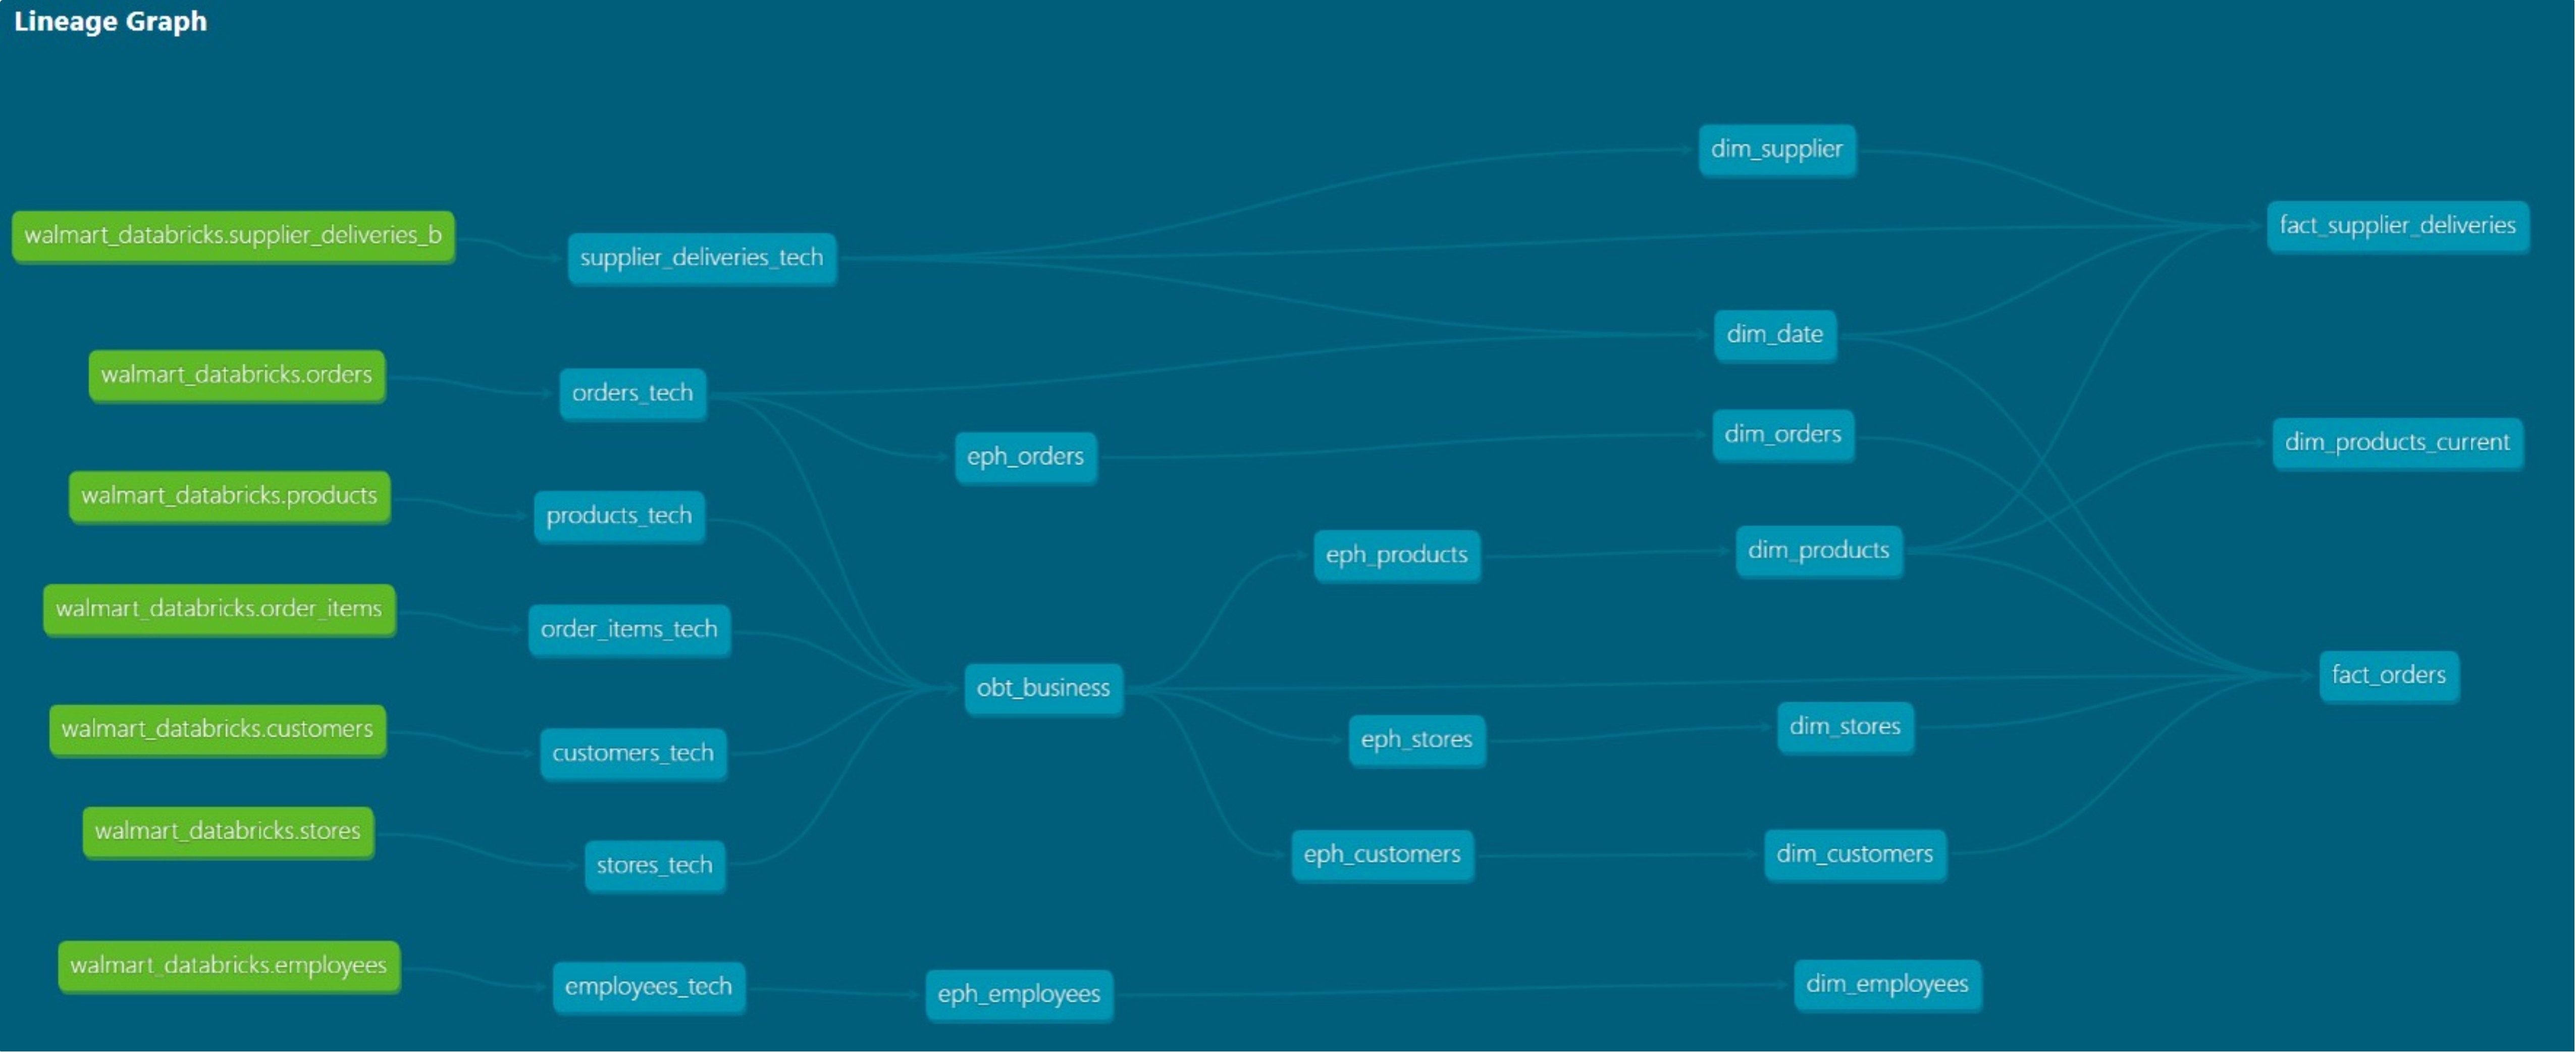 Lineage Graph
dim_supplier
walmart_databricks.supplier_deliveries_b
supplier_deliveries_tech
fact_supplier_deliveries
dim_date
walmart_databricks.orders
orders_tech
eph_orders
dim_orders
dim_products_current
walmart_databricks.products
products_tech
eph_products
dim_products
walmart_databricks.order_items
order_items_tech
obt_business
fact_orders
walmart_databricks.customers
customers_tech
eph_stores
dim_stores
walmart_databricks.stores
stores_tech
eph_customers
dim_customers
walmart_databricks.employees
employees_tech
eph_employees
dim_employees